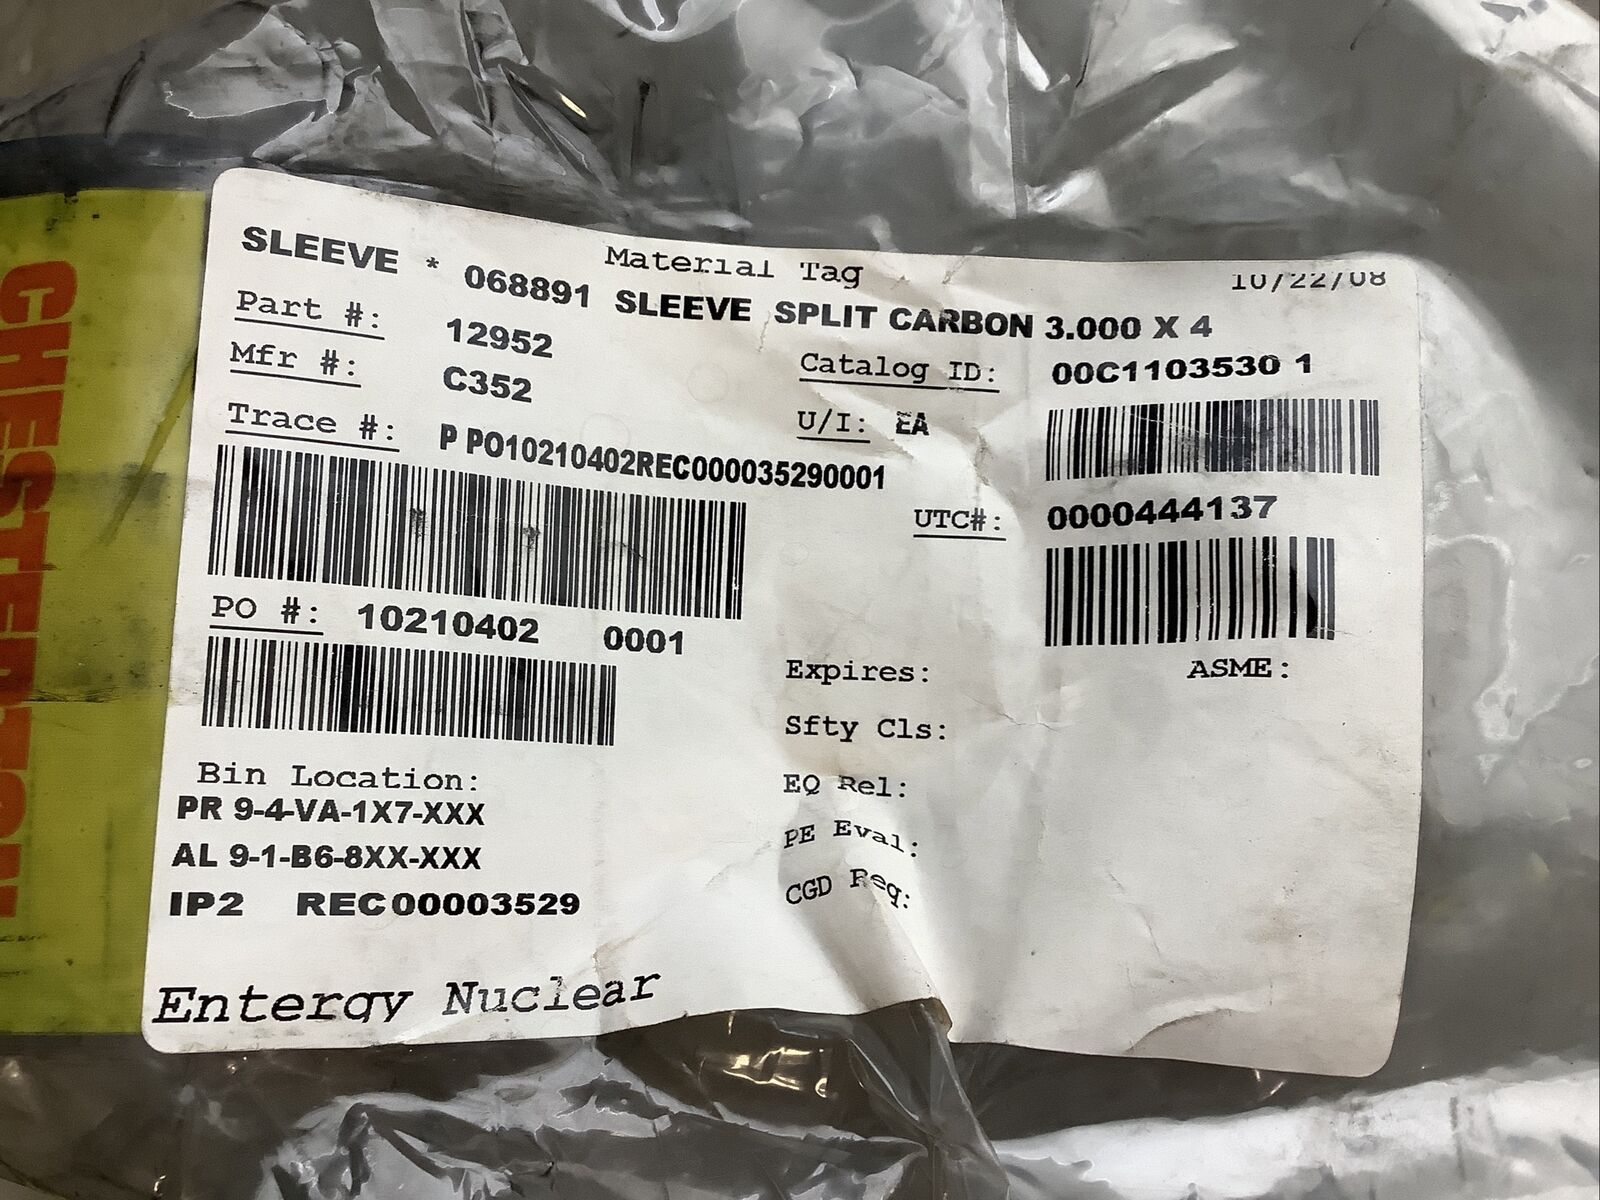 Material Tag
10/22/08
SLEEVE * 068891 SLEEVE SPLIT CARBON 3.000 X 4
Part #: 12952
Catalog ID: 00C1103530 1
Mfr #: C352
U/I: EA
Trace #: P PO10210402REC000035290001
UTC#: 0000444137
PO #: 10210402 0001
Expires:
ASME:
Sfty Cls:
Bin Location:
EQ Rel:
PR 9-4-VA-1X7-XXX
PE Eval:
AL 9-1-B6-8XX-XXX
CGD Req:
IP2 REC00003529
Entergy Nuclear
CHESTERTON